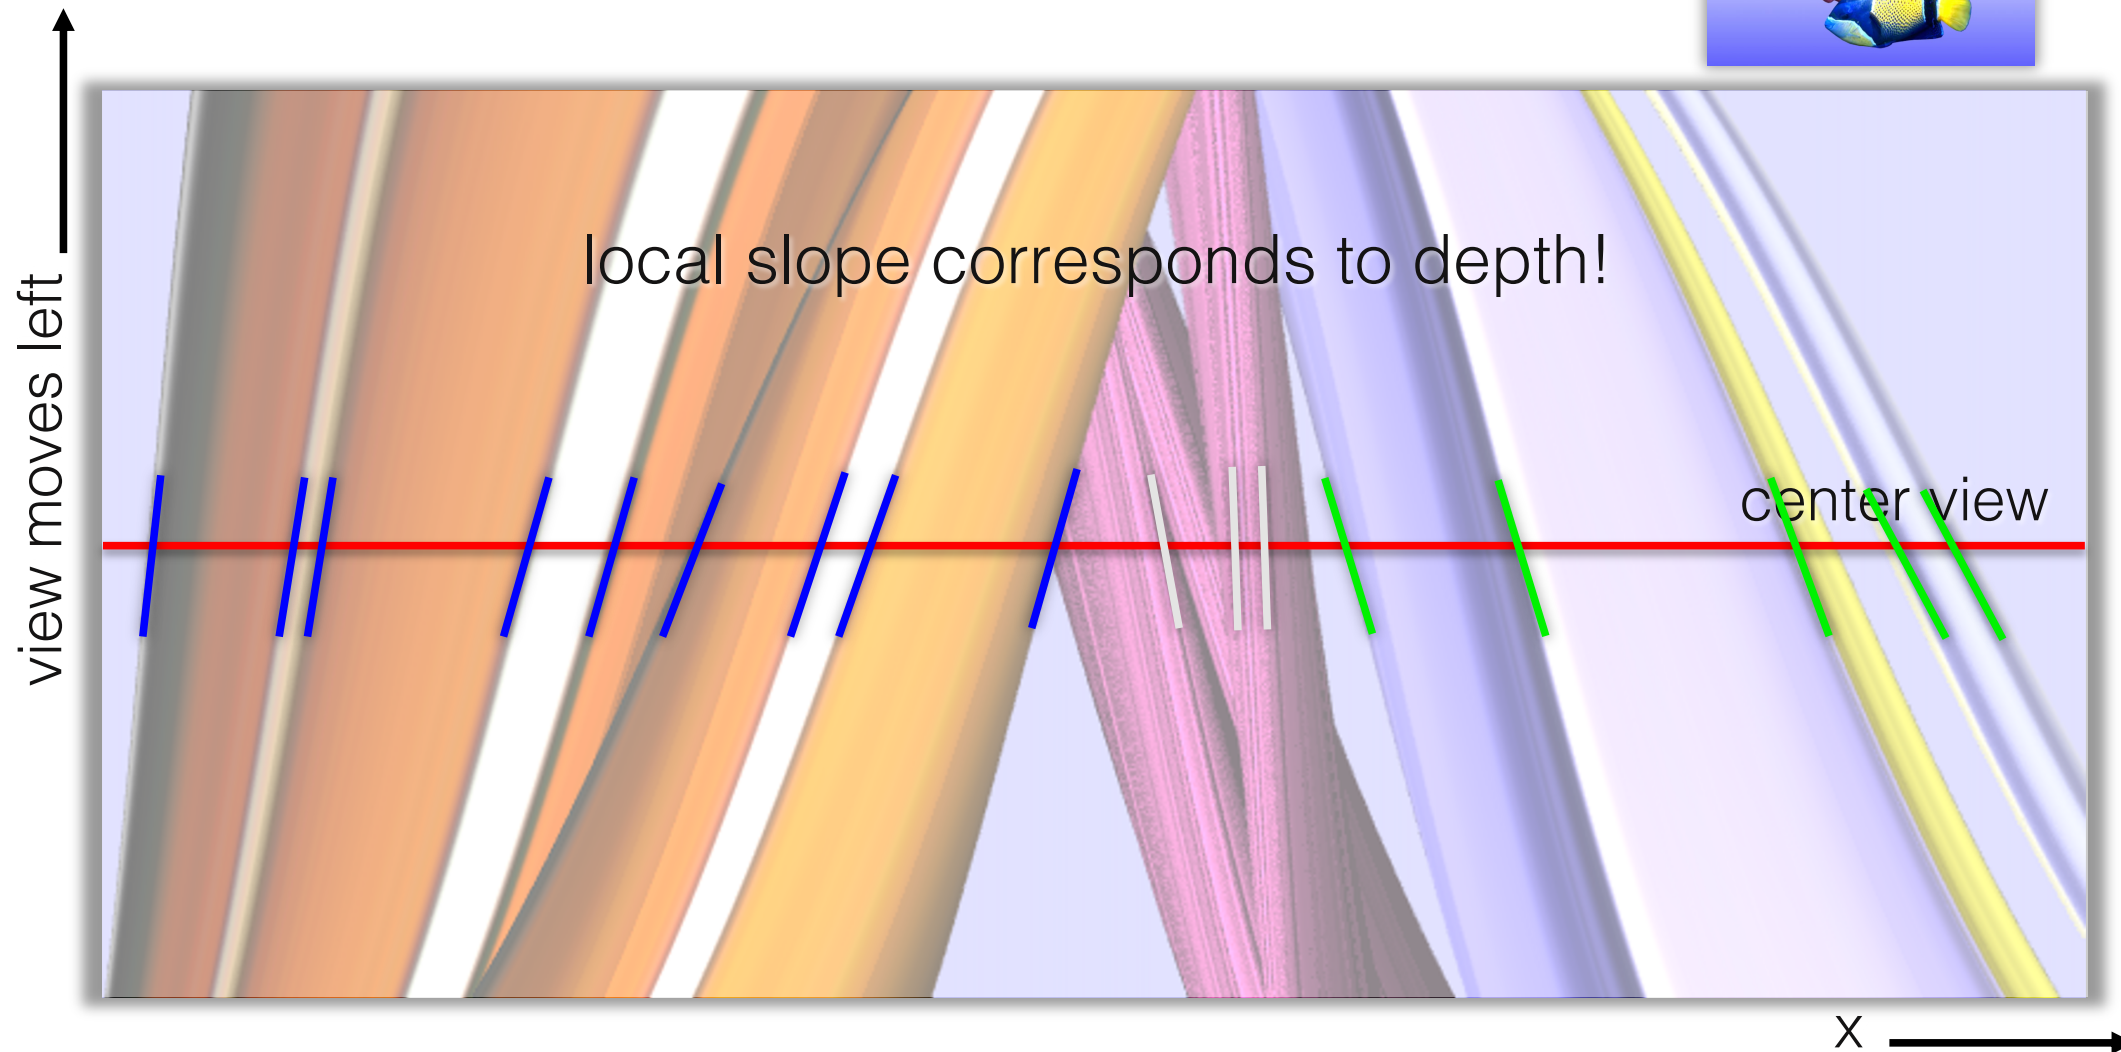 view moves left
local slope corresponds to depth!
center view
x